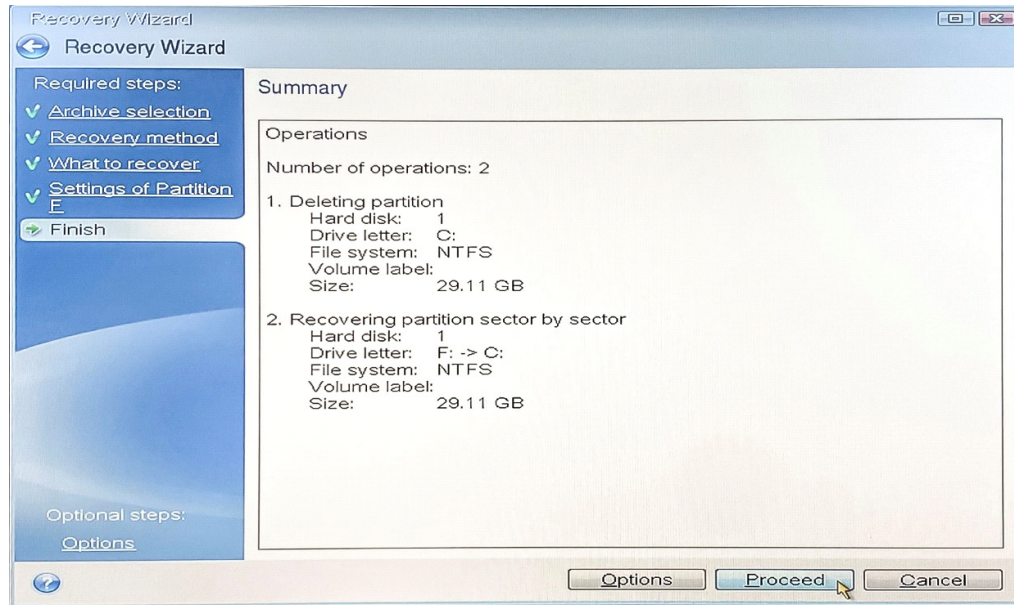 Recovery Wizard
Recovery Wizard
Required steps:
Archive selection
Recovery method
What to recover
Settings of Partition
F
Finish
Optional steps:
Options
Summary
Operations
Number of operations: 2
1. Deleting partition
Hard disk: 1
Drive letter: C:
File system: NTFS
Volume label:
Size: 29.11 GB
2. Recovering partition sector by sector
Hard disk: 1
Drive letter: F: -> C:
File system: NTFS
Volume label:
Size: 29.11 GB
Options
Proceed
Cancel